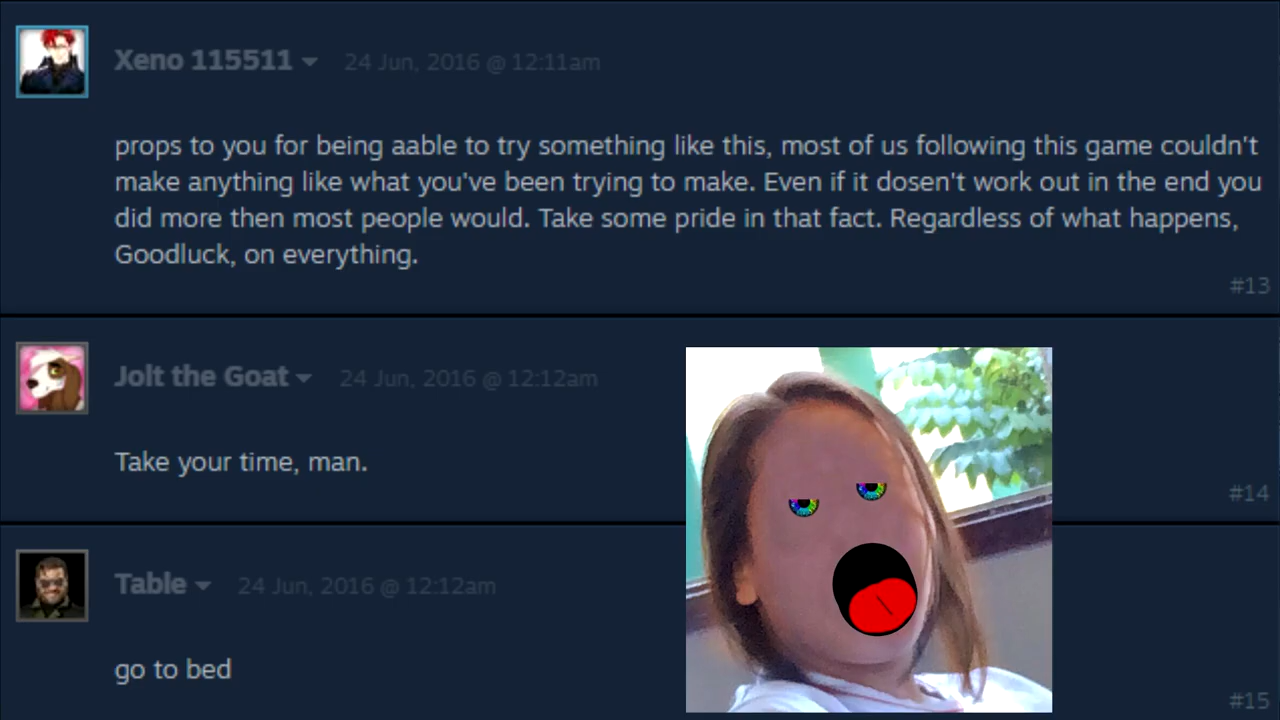 Xeno 115511 24 Jun, 2016 @ 12:11am
props to you for being aable to try something like this, most of us following this game couldn't
make anything like what you've been trying to make. Even if it dosen't work out in the end you
did more then most people would. Take some pride in that fact. Regardless of what happens,
Goodluck, on everything.
#13
Jolt the Goat 24 Jun, 2016 @ 12:12am
Take your time, man.
#14
Table 24 Jun, 2016 @ 12:12am
go to bed
#15